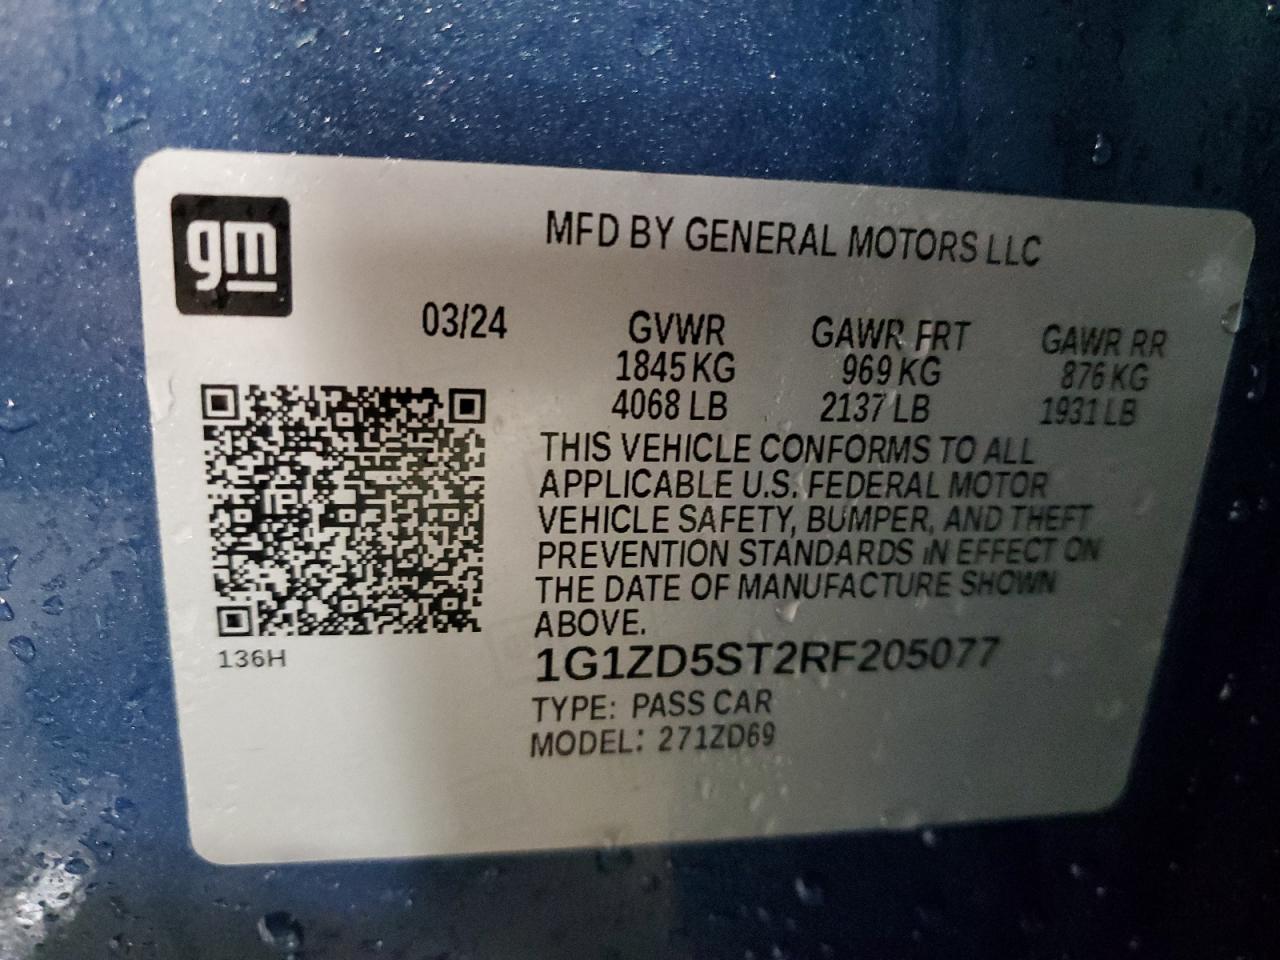 gm
MFD BY GENERAL MOTORS LLC
03/24 GVWR GAWR FRT GAWR RR
1845 KG 969 KG 876 KG
4068 LB 2137 LB 1931 LB
THIS VEHICLE CONFORMS TO ALL
APPLICABLE U.S. FEDERAL MOTOR
VEHICLE SAFETY, BUMPER, AND THEFT
PREVENTION STANDARDS IN EFFECT ON
THE DATE OF MANUFACTURE SHOWN
ABOVE.
136H
1G1ZD5ST2RF205077
TYPE: PASS CAR
MODEL: 271ZD69